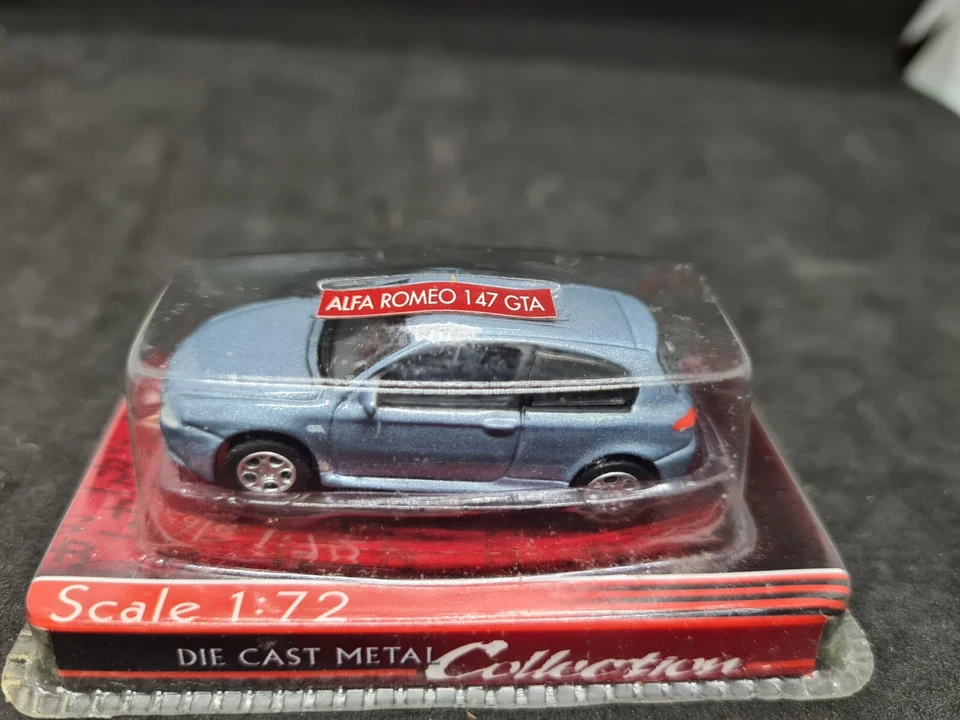 ALFA ROMEO 147 GTA
Scale 1:72
DIE CAST METAL Collection